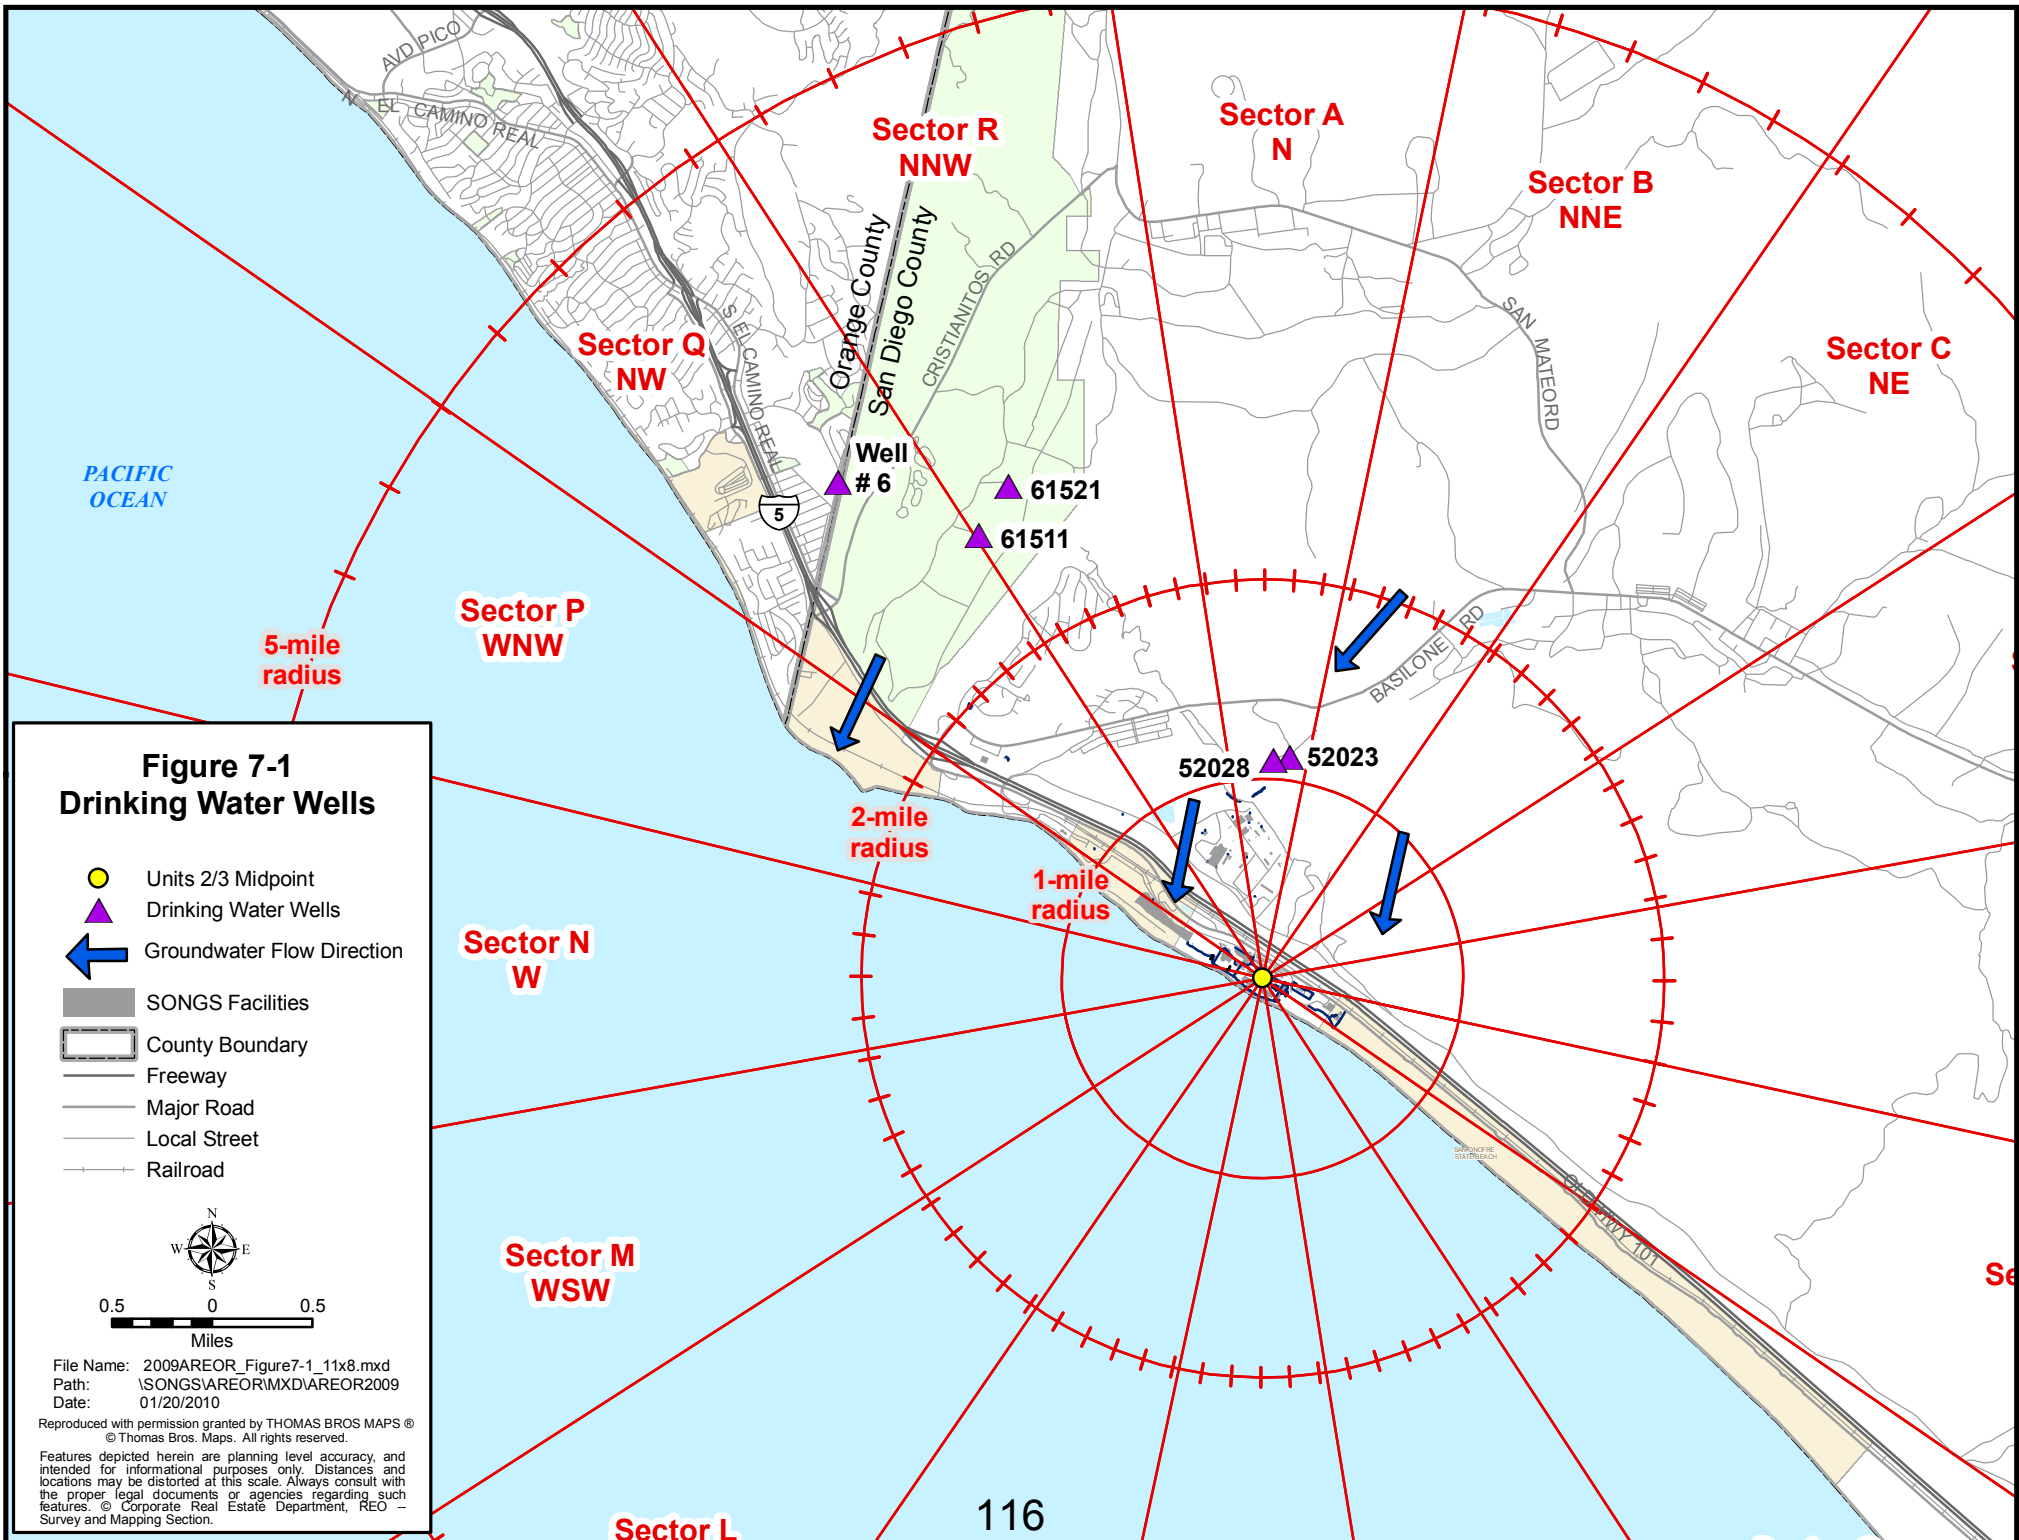 AVD PICO
N EL CAMINO REAL
Sector R
NNW
Sector A
N
Sector B
NNE
Orange County
San Diego County
CRISTIANITOS RD
SAN MATEORD
S EL CAMINO REAL
Sector Q
NW
Sector C
NE
PACIFIC
OCEAN
Well
# 6
61521
5
61511
Sector P
WNW
5-mile
radius
BASILONE RD
52028
52023
2-mile
radius
1-mile
radius
Sector N
W
Sector M
WSW
SAN ONOFRE
STATE BEACH
OLD HWY 101
Sector L
116
Figure 7-1
Drinking Water Wells
Units 2/3 Midpoint
Drinking Water Wells
Groundwater Flow Direction
SONGS Facilities
County Boundary
Freeway
Major Road
Local Street
Railroad
N
W E
S
0.5 0 0.5
Miles
File Name: 2009AREOR_Figure7-1_11x8.mxd
Path: \SONGS\AREOR\MXD\AREOR2009
Date: 01/20/2010
Reproduced with permission granted by THOMAS BROS MAPS ®
© Thomas Bros. Maps. All rights reserved.
Features depicted herein are planning level accuracy, and
intended for informational purposes only. Distances and
locations may be distorted at this scale. Always consult with
the proper legal documents or agencies regarding such
features. © Corporate Real Estate Department, REO --
Survey and Mapping Section.